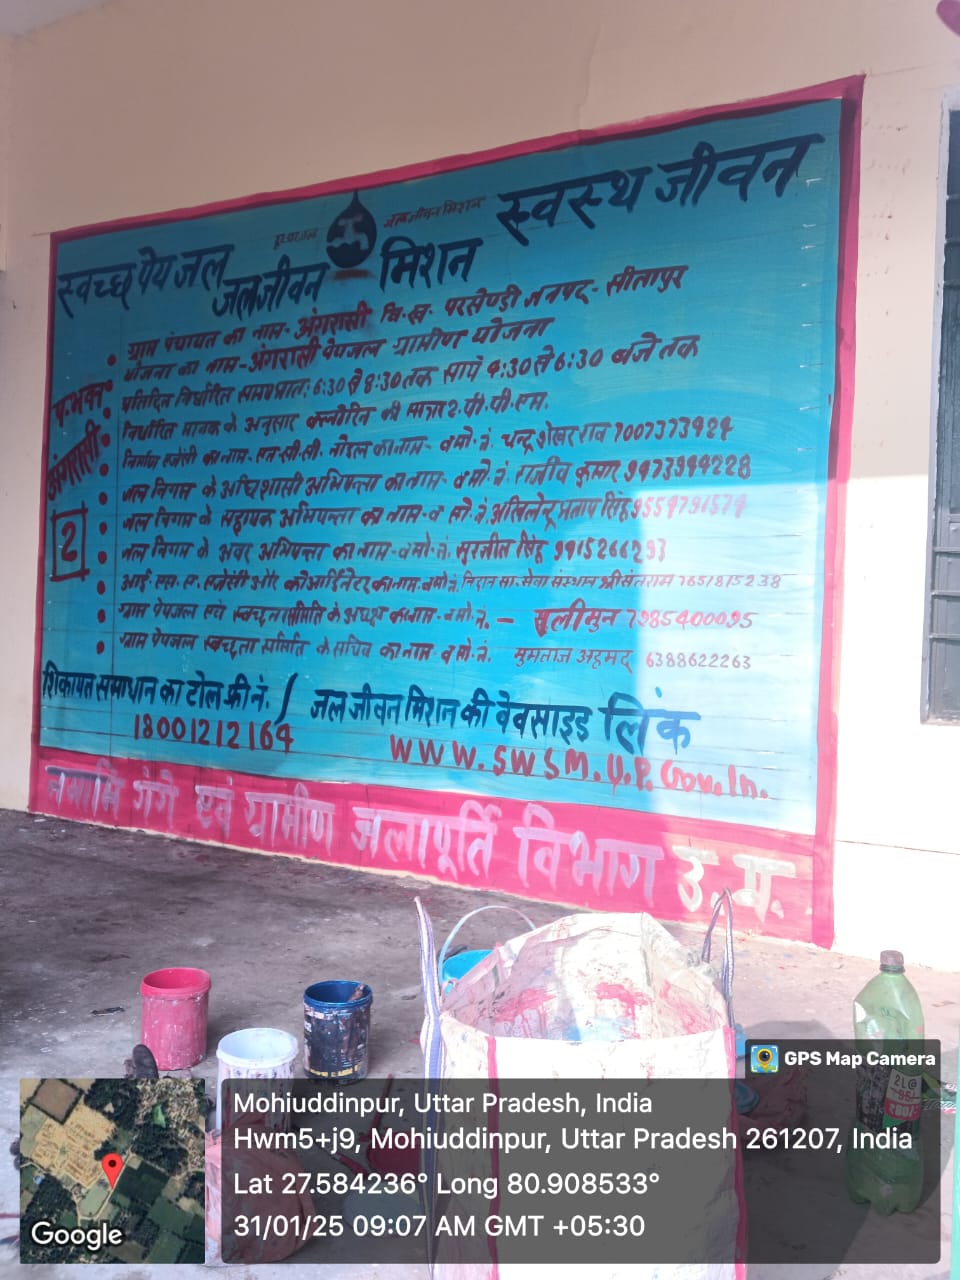 स्वच्छ पेय जल
हर घर जल
जल जीवन मिशन
स्वस्थ जीवन
जल जीवन मिशन
ग्राम पंचायत का नाम- अंगरासी वि.ख. परसेण्डी जनपद- सीतापुर
योजना का नाम- अंगरासी पेयजल ग्रामीण योजना
प्रतिदिन निर्धारित समय प्रातः 6:30 से 8:30 तक सायं 4:30 से 6:30 बजे तक
निर्धारित मानक के अनुसार क्लोरिन की मात्रा 2. पी.पी.एम.
निर्माण एजेंसी का नाम- एन.सी.सी. नोडल का नाम- व मो.नं. चन्द्रशेखर राव 7007373924
जल निगम के अधिशासी अभियन्ता का नाम- व मो.नं. राजीव कुमार 9473944228
जल निगम के सहायक अभियन्ता का नाम- व मो.नं. अखिलेन्द्र प्रताप सिंह
जल निगम के अवर अभियन्ता का नाम- व मो.नं. सुरजीत सिंह
आई.एस.ए. एजेंसी और कोआर्डिनेटर का नाम- व मो.नं. निदान सा. सेवा संस्थान श्री संतराम 7651815238
ग्राम पेयजल एवं स्वच्छता समिति के अध्यक्ष का नाम- व मो.नं. - सुलीमुन 7985400095
ग्राम पेयजल स्वच्छता समिति के सचिव का नाम- व मो.नं. मुमताज अहमद 6388622263
अंगरासी
2
शिकायत समाधान का टोल फ्री नं. / जल जीवन मिशन की वेवसाइड लिंक
18001212164
www.swsm.U.P.Gov.In.
नमामि गंगे एवं ग्रामीण जलापूर्ति विभाग उ.प्र.
GPS Map Camera
Mohiuddinpur, Uttar Pradesh, India
Hwm5+j9, Mohiuddinpur, Uttar Pradesh 261207, India
Lat 27.584236° Long 80.908533°
31/01/25 09:07 AM GMT +05:30
Google